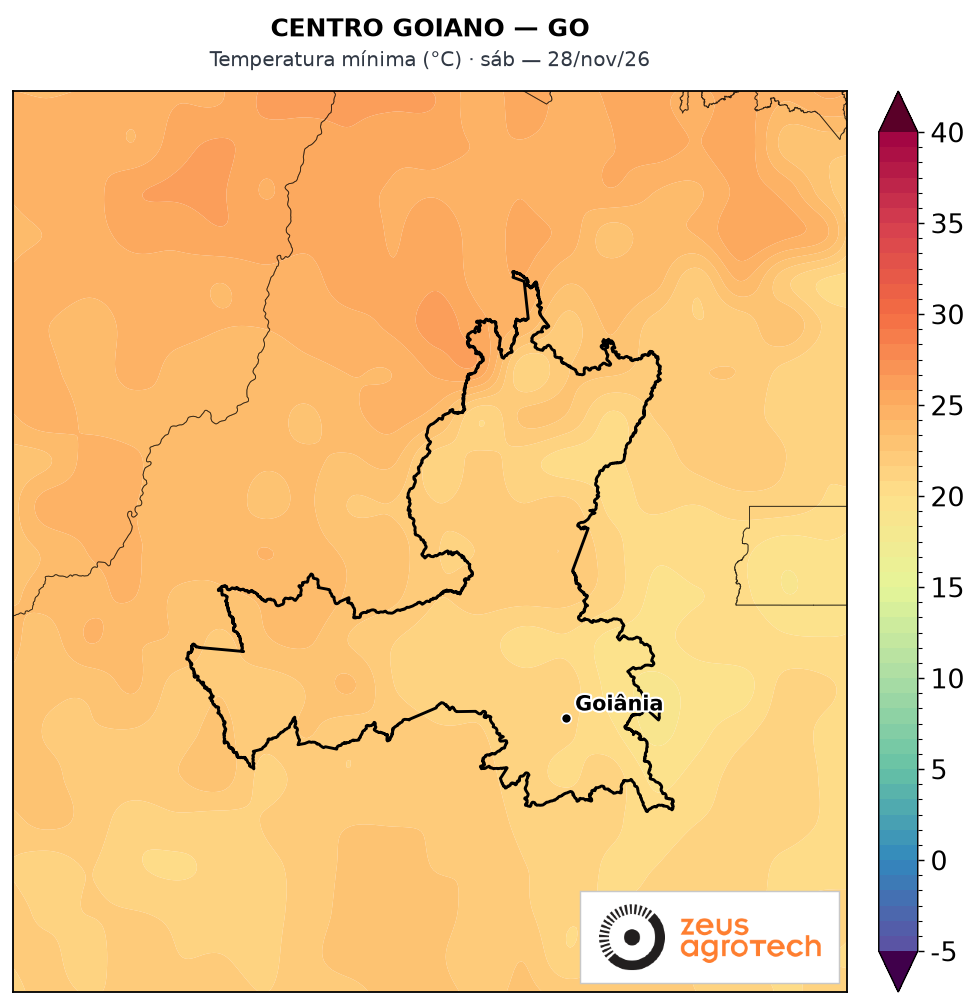 CENTRO GOIANO — GO
Temperatura mínima (°C) · sáb — 28/nov/26
40
35
30
25
20
15
10
5
0
-5
Goiânia
zeus
agrotech